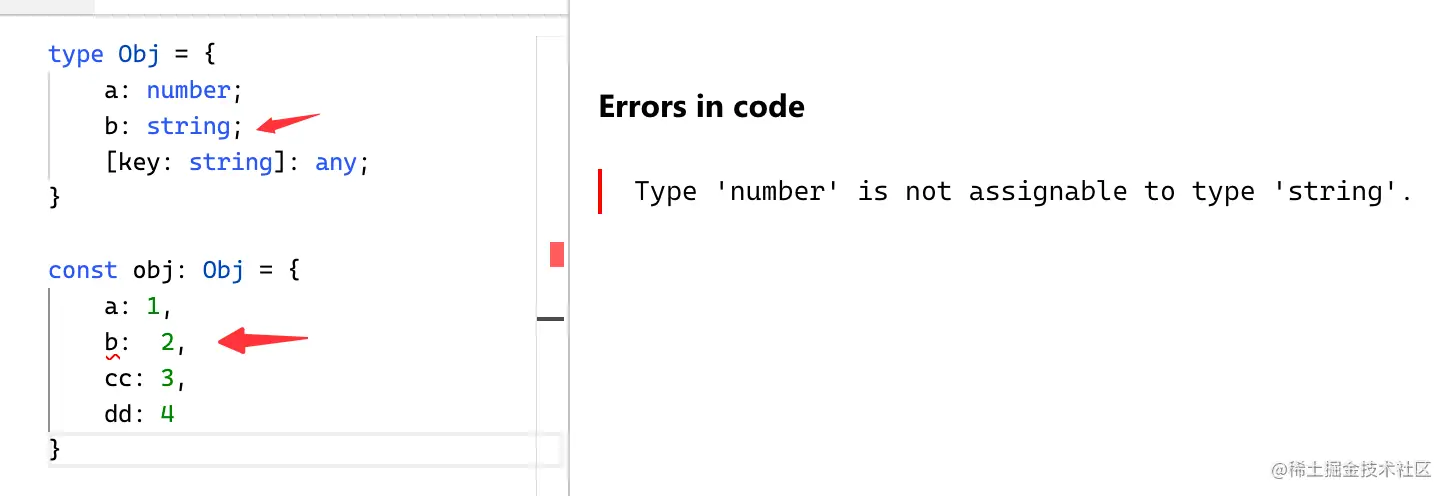 type Obj = {
    a: number;
    b: string;
    [key: string]: any;
}
const obj: Obj = {
    a: 1,
    b:  2,
    cc: 3,
    dd: 4
}
Errors in code
Type 'number' is not assignable to type 'string'.
@稀土掘金技术社区